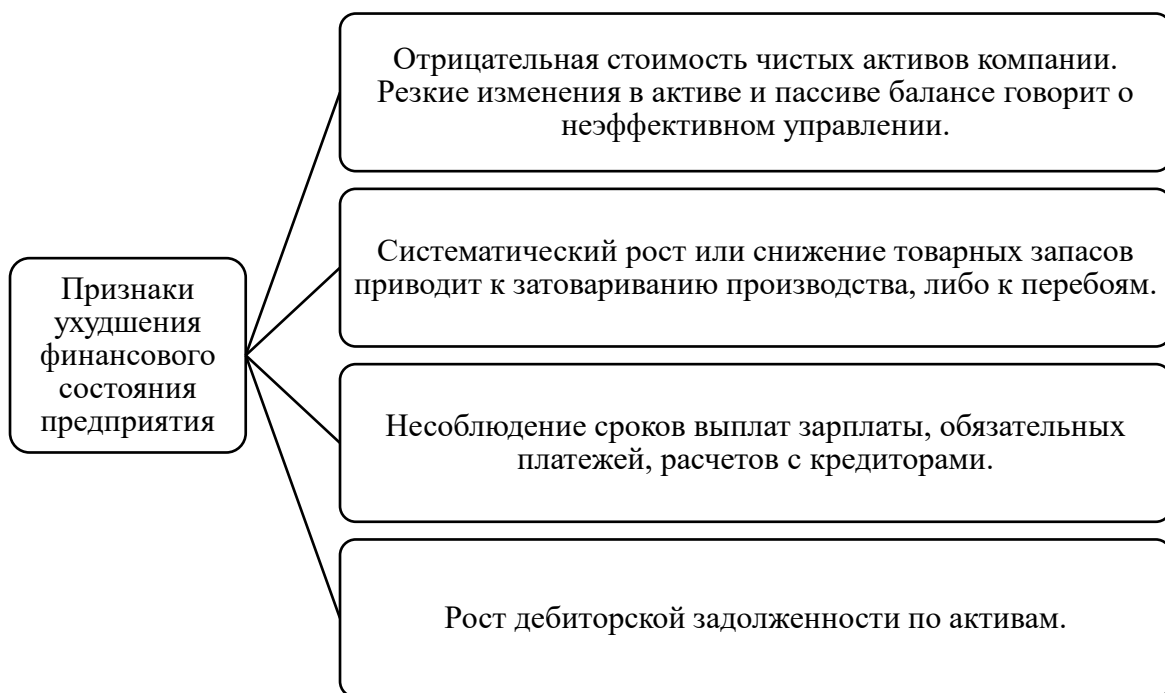 Признаки
ухудшения
финансового
состояния
предприятия
Отрицательная стоимость чистых активов компании.
Резкие изменения в активе и пассиве балансе говорит о
неэффективном управлении.
Систематический рост или снижение товарных запасов
приводит к затовариванию производства, либо к перебоям.
Несоблюдение сроков выплат зарплаты, обязательных
платежей, расчетов с кредиторами.
Рост дебиторской задолженности по активам.